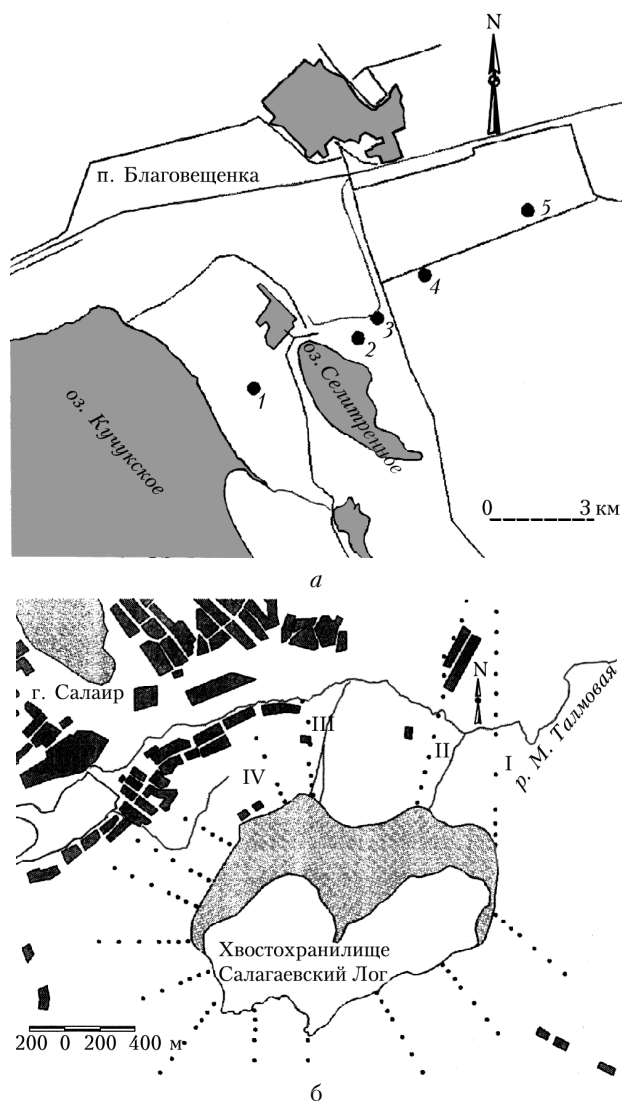 N
п. Благовещенка
5
4
3
2
1
оз. Селитренное
оз. Кучукское
0 3 км
а
N
г. Салаир
III
II
I
IV
р. М. Талмовая
Хвостохранилище
Салагаевский Лог
200 0 200 400 м
б